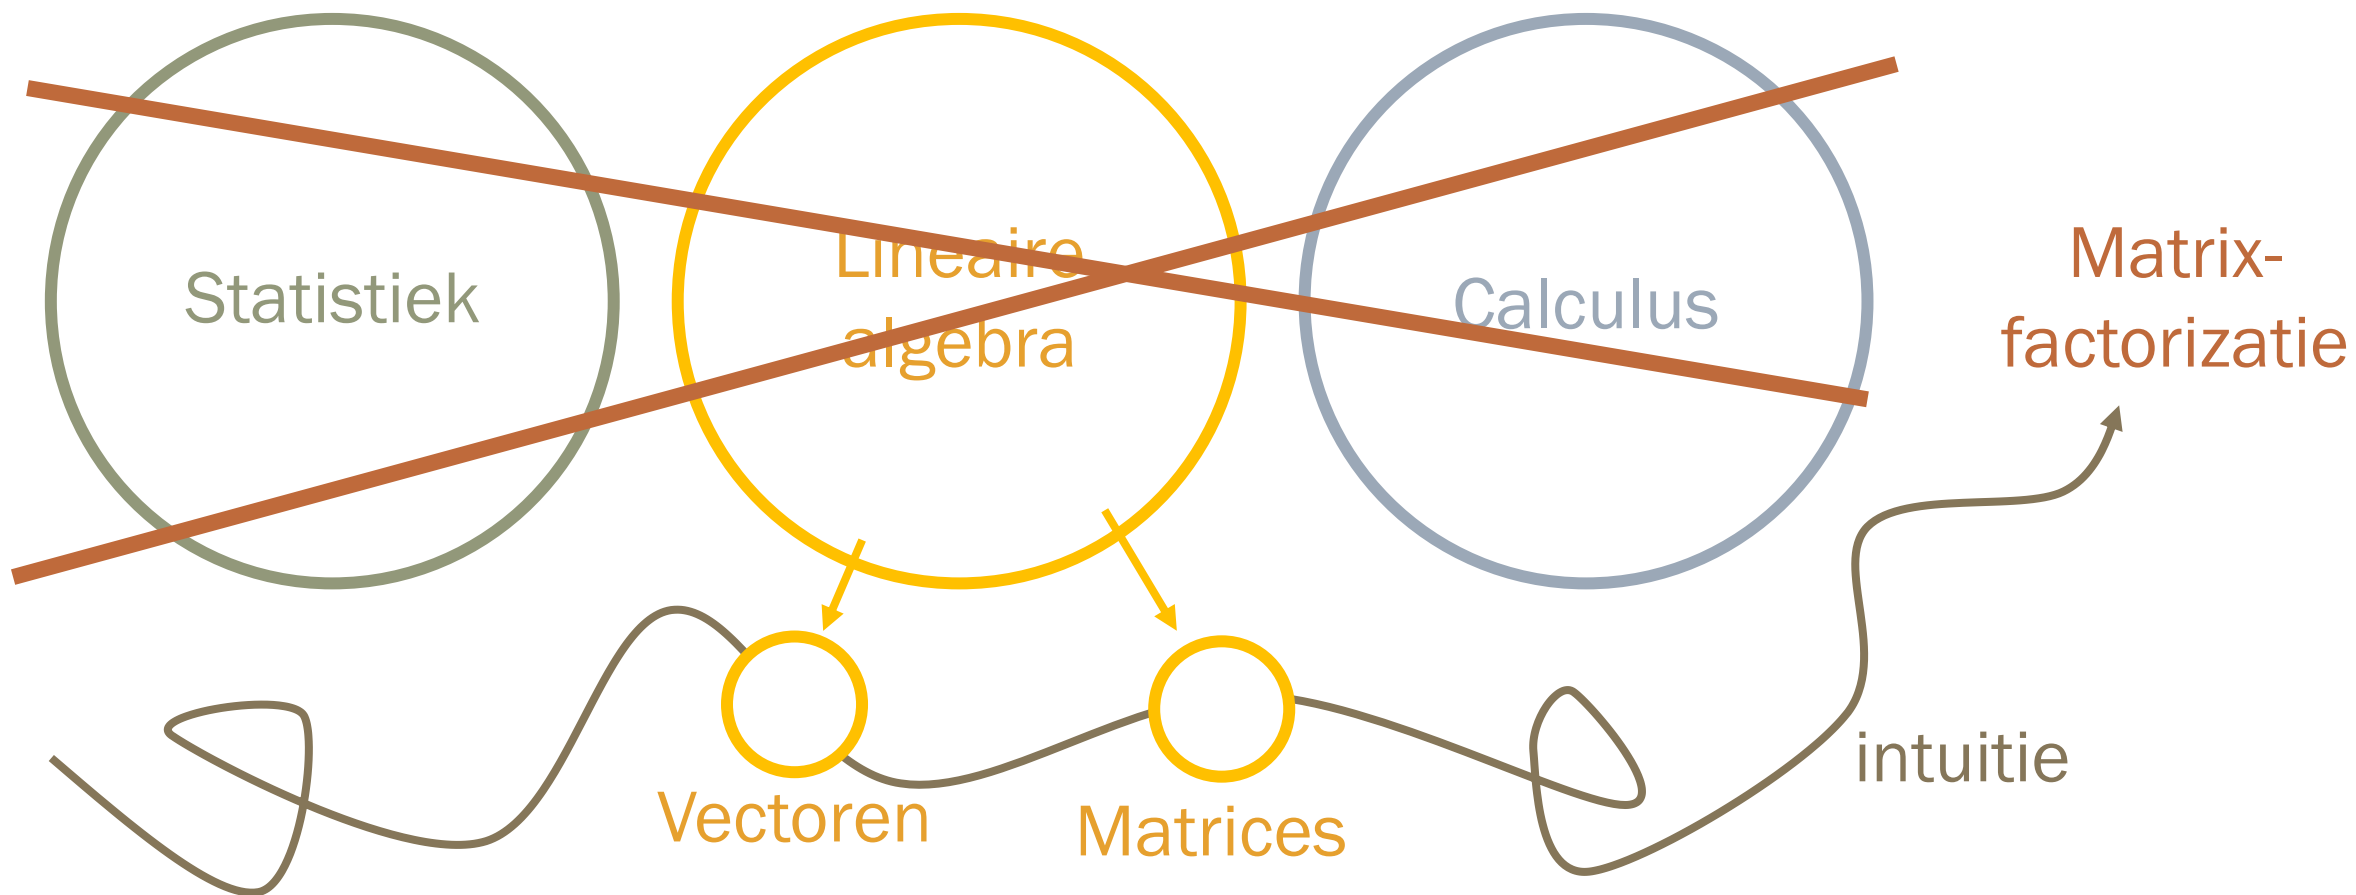 Statistiek
Lineaire
algebra
Calculus
Matrix-
factorizatie
Vectoren
Matrices
intuitie